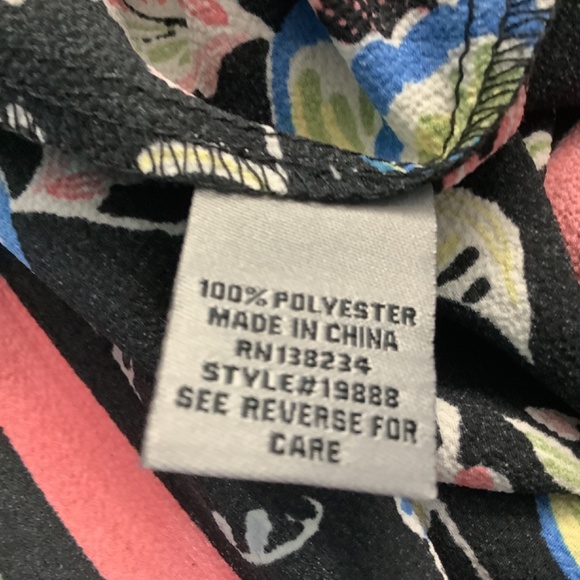 100% POLYESTER
MADE IN CHINA
RN138234
STYLE#19888
SEE REVERSE FOR
CARE